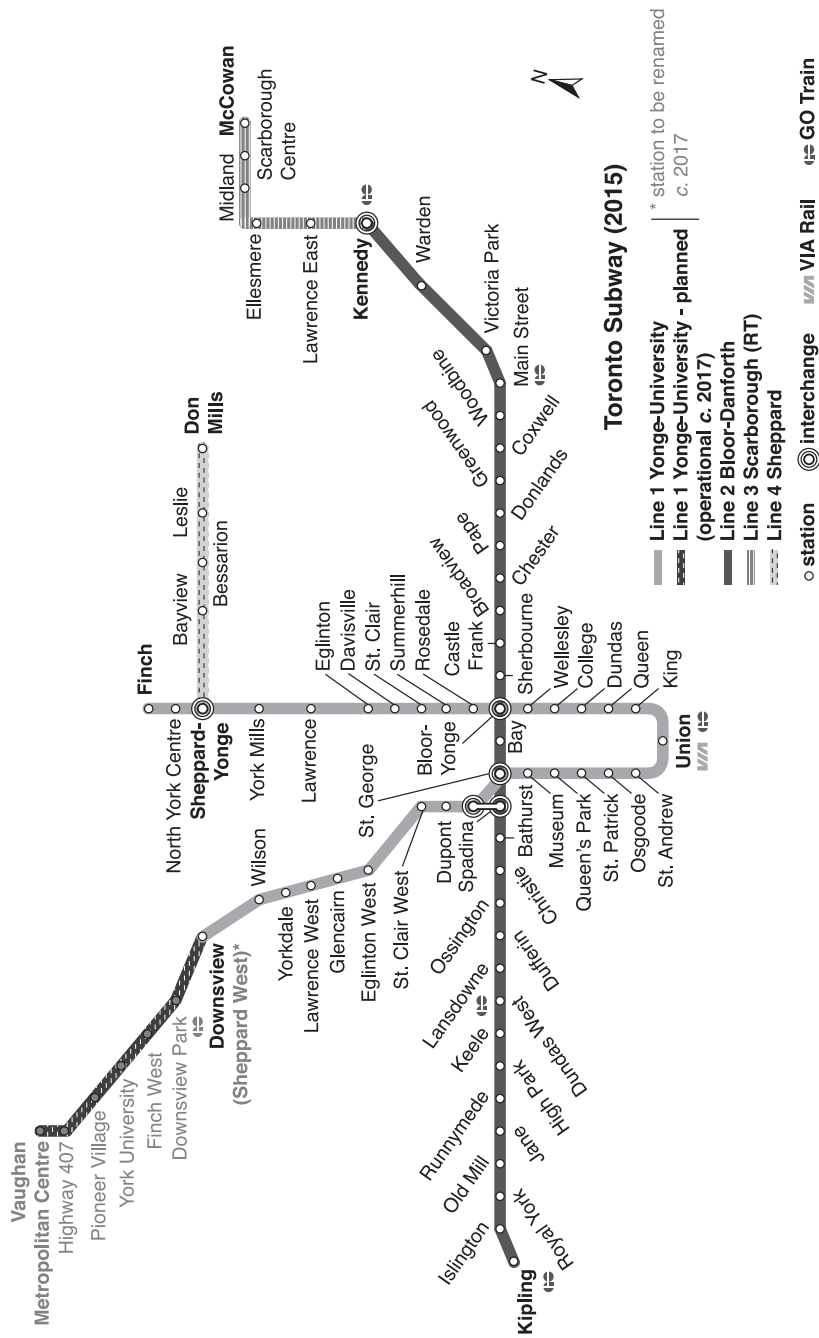 Vaughan
Metropolitan Centre
Highway 407
Pioneer Village
York University
Finch West
Downsview Park
Downsview
(Sheppard West)*
Wilson
Yorkdale
Lawrence West
Glencairn
Eglinton West
St. Clair West
Dupont
Spadina
St. George
Museum
Queen's Park
St. Patrick
Osgoode
St. Andrew
Union
King
Queen
Dundas
College
Wellesley
Bloor-
Yonge
Rosedale
Summerhill
St. Clair
Davisville
Eglinton
Lawrence
York Mills
Sheppard-
Yonge
North York Centre
Finch
Bayview
Bessarion
Leslie
Don
Mills
Kipling
Islington
Royal York
Old Mill
Jane
Runnymede
High Park
Keele
Dundas West
Lansdowne
Dufferin
Ossington
Christie
Bathurst
Bay
Sherbourne
Castle
Frank
Broadview
Chester
Pape
Donlands
Greenwood
Coxwell
Woodbine
Main Street
Victoria Park
Warden
Kennedy
Lawrence East
Ellesmere
Midland
Scarborough
Centre
McCowan
N
Toronto Subway (2015)
Line 1 Yonge-University
Line 1 Yonge-University - planned
(operational c. 2017)
Line 2 Bloor-Danforth
Line 3 Scarborough (RT)
Line 4 Sheppard
* station to be renamed
c. 2017
station
interchange
VIA Rail
GO Train